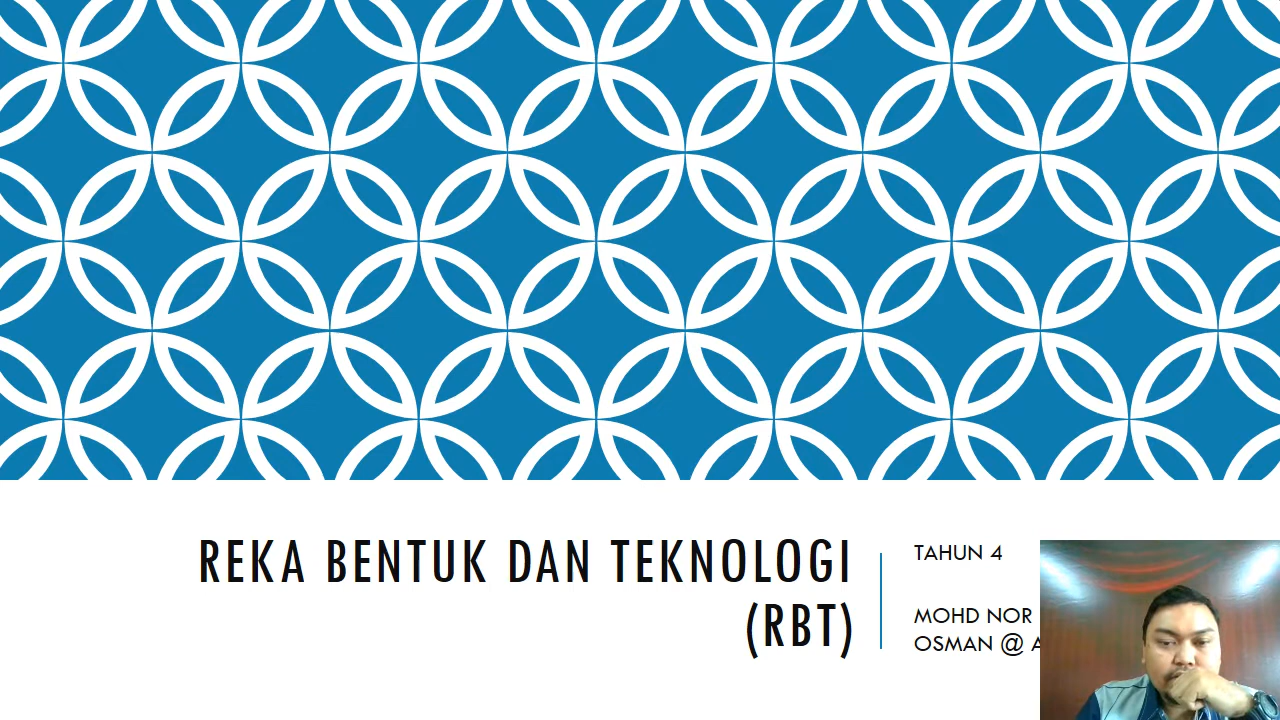 REKA BENTUK DAN TEKNOLOGI
(RBT)
TAHUN 4
MOHD NOR
OSMAN @